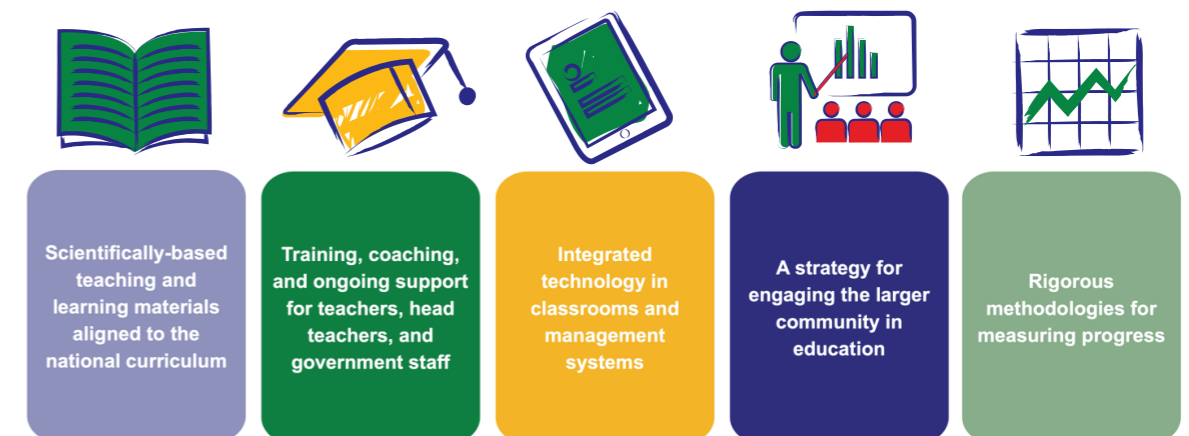 Scientifically-based
teaching and
learning materials
aligned to the
national curriculum
Training, coaching,
and ongoing support
for teachers, head
teachers, and
government staff
Integrated
technology in
classrooms and
management
systems
A strategy for
engaging the larger
community in
education
Rigorous
methodologies for
measuring progress